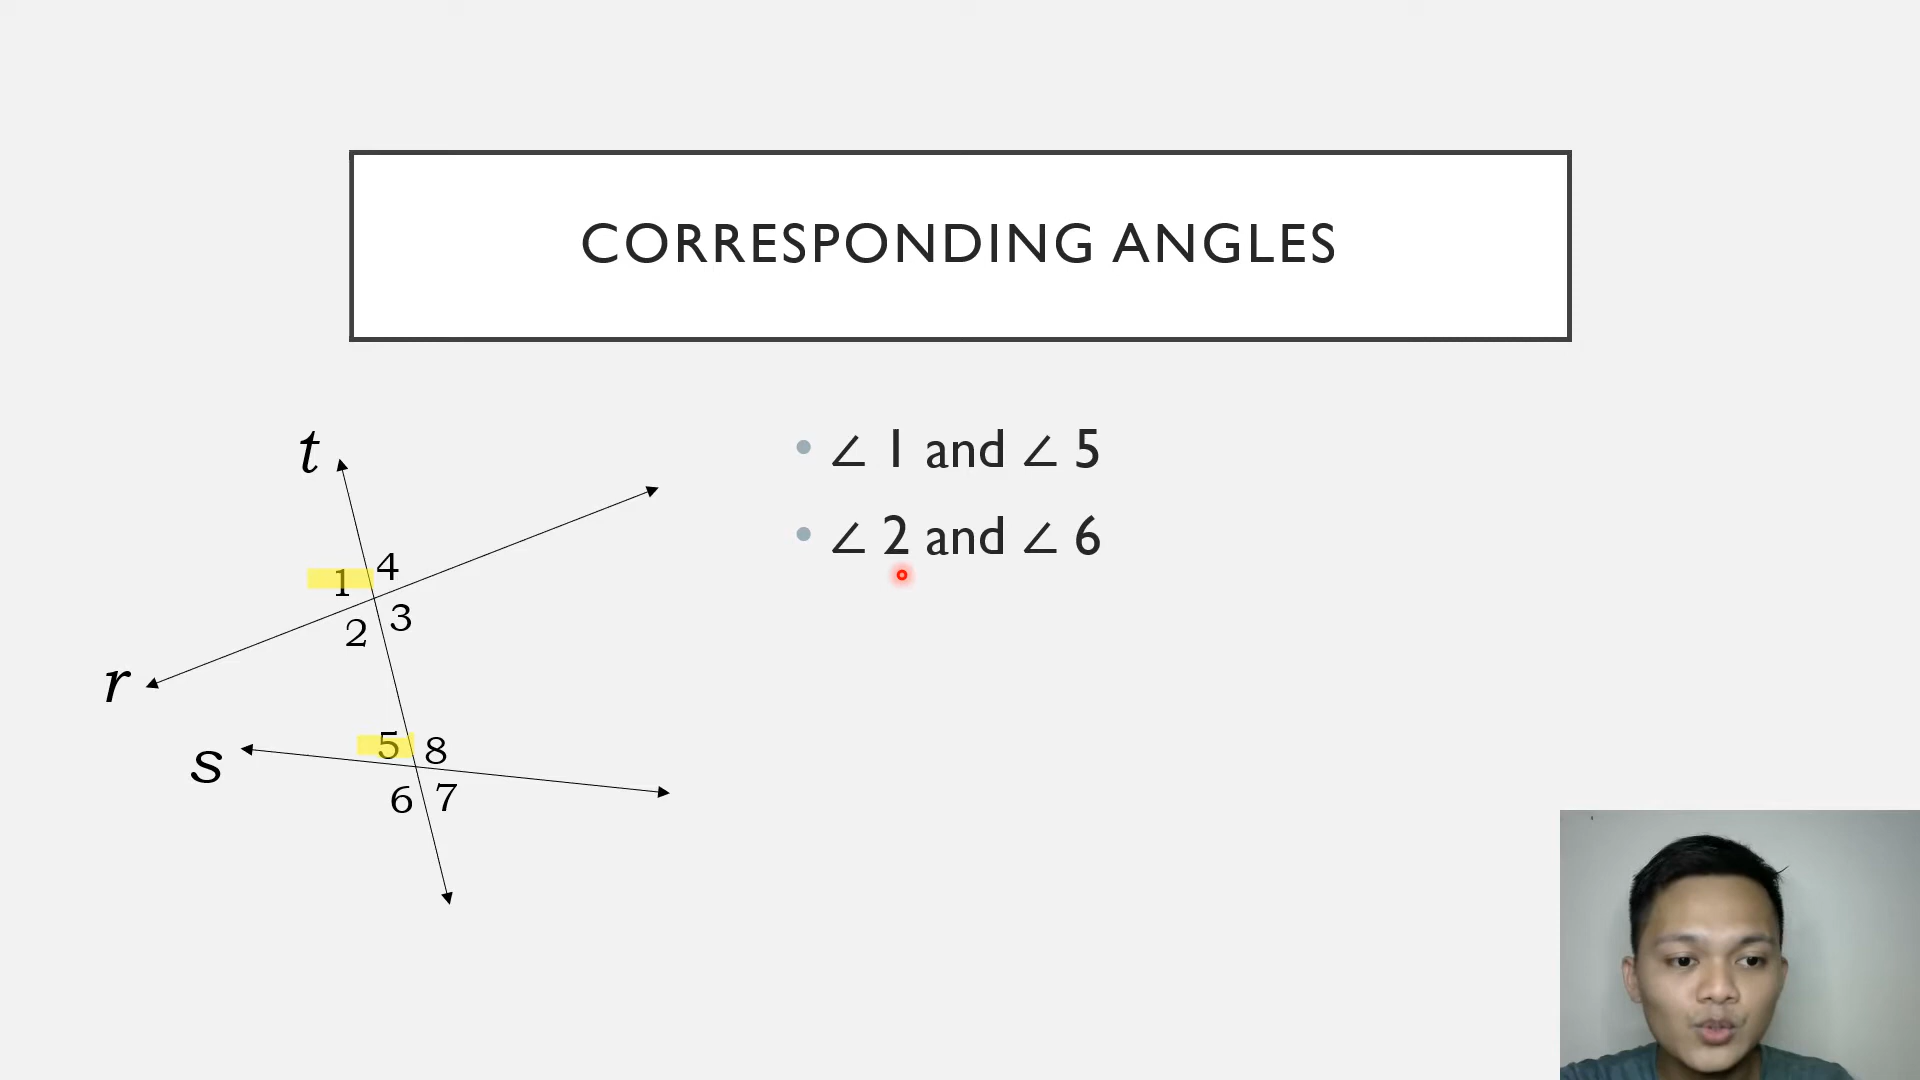 CORRESPONDING ANGLES
t
∠ 1 and ∠ 5
∠ 2 and ∠ 6
4
1
3
2
r
5
8
s
6
7